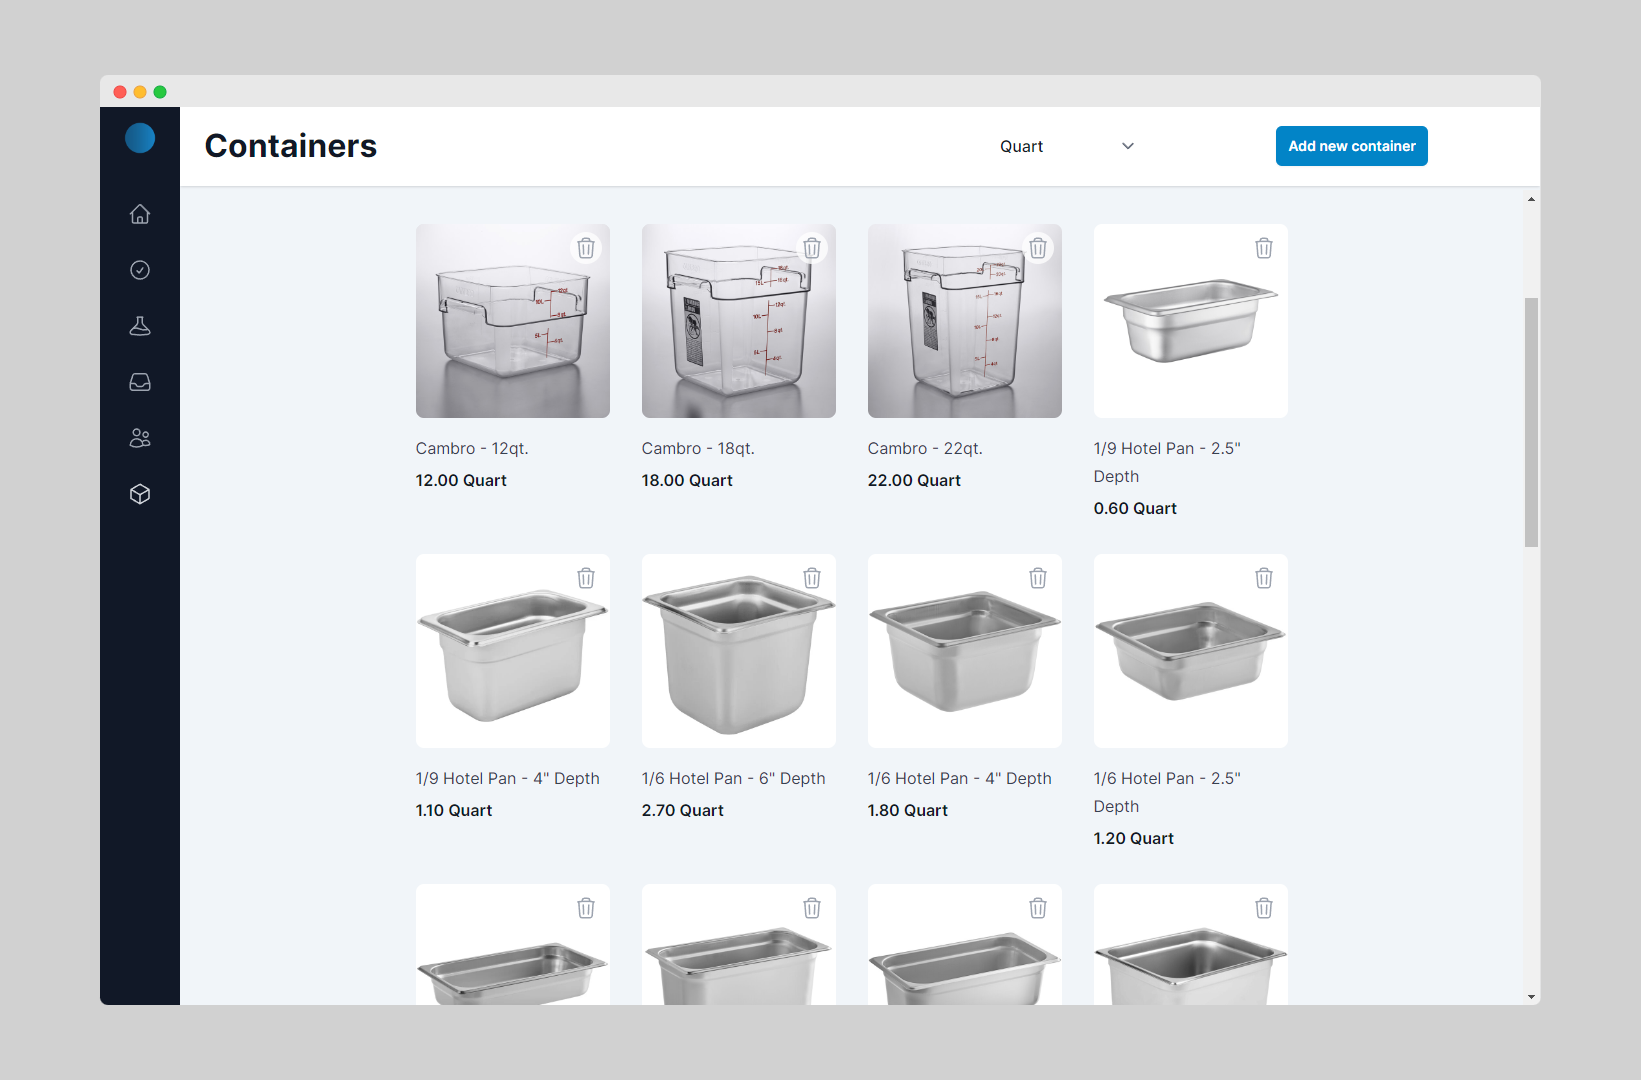 Containers
Quart
Add new container
Cambro - 12qt.
12.00 Quart
Cambro - 18qt.
18.00 Quart
Cambro - 22qt.
22.00 Quart
1/9 Hotel Pan - 2.5"
Depth
0.60 Quart
1/9 Hotel Pan - 4" Depth
1.10 Quart
1/6 Hotel Pan - 6" Depth
2.70 Quart
1/6 Hotel Pan - 4" Depth
1.80 Quart
1/6 Hotel Pan - 2.5"
Depth
1.20 Quart